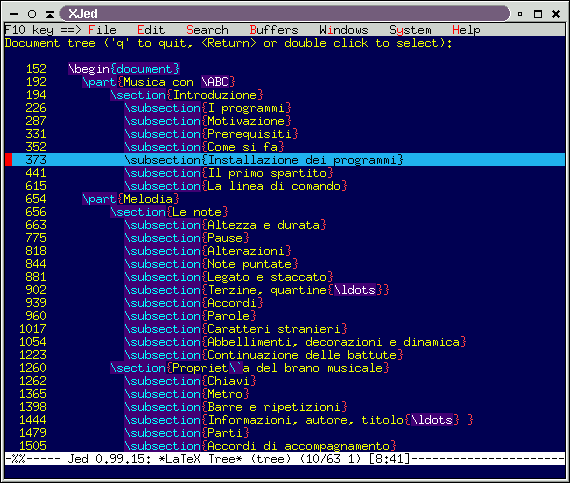 XJed
F10 key ==> File Edit Search Buffers Windows System Help
Document tree ('q' to quit, <Return> or double click to select):
152 \begin{document}
192 \part{Musica con \ABC}
194 \section{Introduzione}
226 \subsection{I programmi}
287 \subsection{Motivazione}
331 \subsection{Prerequisiti}
352 \subsection{Come si fa}
373 \subsection{Installazione dei programmi}
441 \subsection{Il primo spartito}
615 \subsection{La linea di comando}
654 \part{Melodia}
656 \section{Le note}
663 \subsection{Altezza e durata}
775 \subsection{Pause}
818 \subsection{Alterazioni}
844 \subsection{Note puntate}
881 \subsection{Legato e staccato}
902 \subsection{Terzine, quartine{\ldots}}
939 \subsection{Accordi}
960 \subsection{Parole}
1017 \subsection{Caratteri stranieri}
1054 \subsection{Abbellimenti, decorazioni e dinamica}
1223 \subsection{Continuazione delle battute}
1260 \section{Propriet\`a del brano musicale}
1262 \subsection{Chiavi}
1365 \subsection{Metro}
1398 \subsection{Barre e ripetizioni}
1444 \subsection{Informazioni, autore, titolo{\ldots} }
1479 \subsection{Parti}
1505 \subsection{Accordi di accompagnamento}
-%%----- Jed 0.99.15: *LaTeX Tree* (tree) (10/63 1) [8:41]--------------------